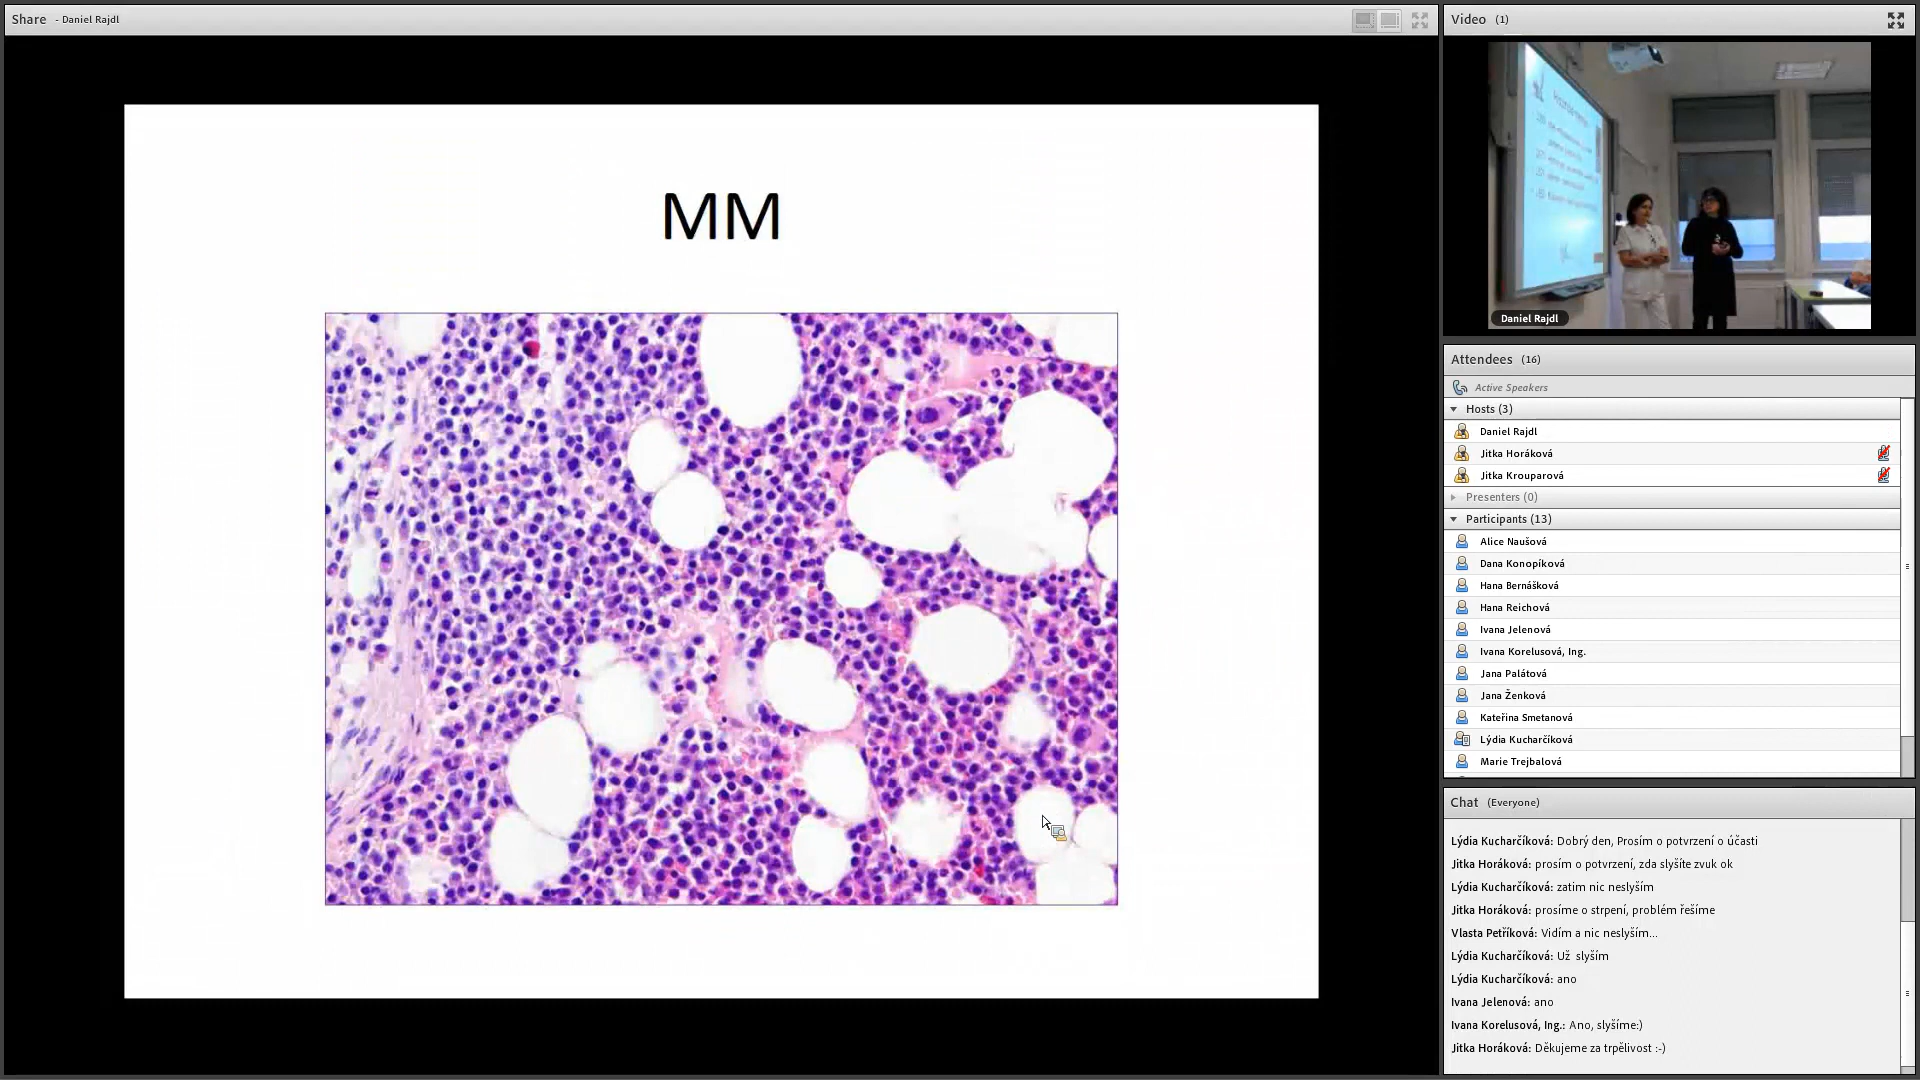 Share - Daniel Rajdl
MM
Video (1)
Daniel Rajdl
Attendees (16)
Active Speakers
Hosts (3)
Daniel Rajdl
Jitka Horáková
Jitka Krouparová
Presenters (0)
Participants (13)
Alice Naušová
Dana Konopíková
Hana Bernášková
Hana Reichová
Ivana Jelenová
Ivana Korelusová, Ing.
Jana Palátová
Jana Ženková
Kateřina Smetanová
Lýdia Kucharčíková
Marie Trejbalová
Chat (Everyone)
Lýdia Kucharčíková: Dobrý den, Prosím o potvrzení o účasti
Jitka Horáková: prosím o potvrzení, zda slyšíte zvuk ok
Lýdia Kucharčíková: zatim nic neslyším
Jitka Horáková: prosíme o strpení, problém řešíme
Vlasta Petříková: Vidím a nic neslyším...
Lýdia Kucharčíková: Už slyším
Lýdia Kucharčíková: ano
Ivana Jelenová: ano
Ivana Korelusová, Ing.: Ano, slyšíme:)
Jitka Horáková: Děkujeme za trpělivost :-)